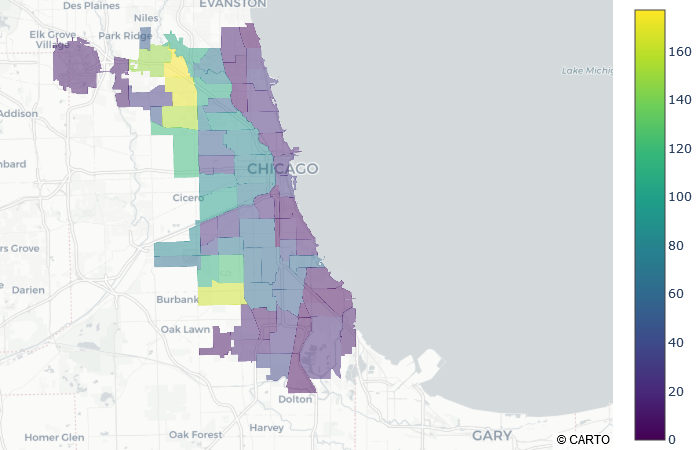 EVANSTON
Des Plaines
Niles
Elk Grove
Village
Park Ridge
160
Lake Michig
140
Addison
120
mbard
CHICAGO
100
Cicero
80
rs Grove
60
Darien
Burbank
40
Oak Lawn
20
Dolton
Harvey
Homer Glen
Oak Forest
GARY
© CARTO
0